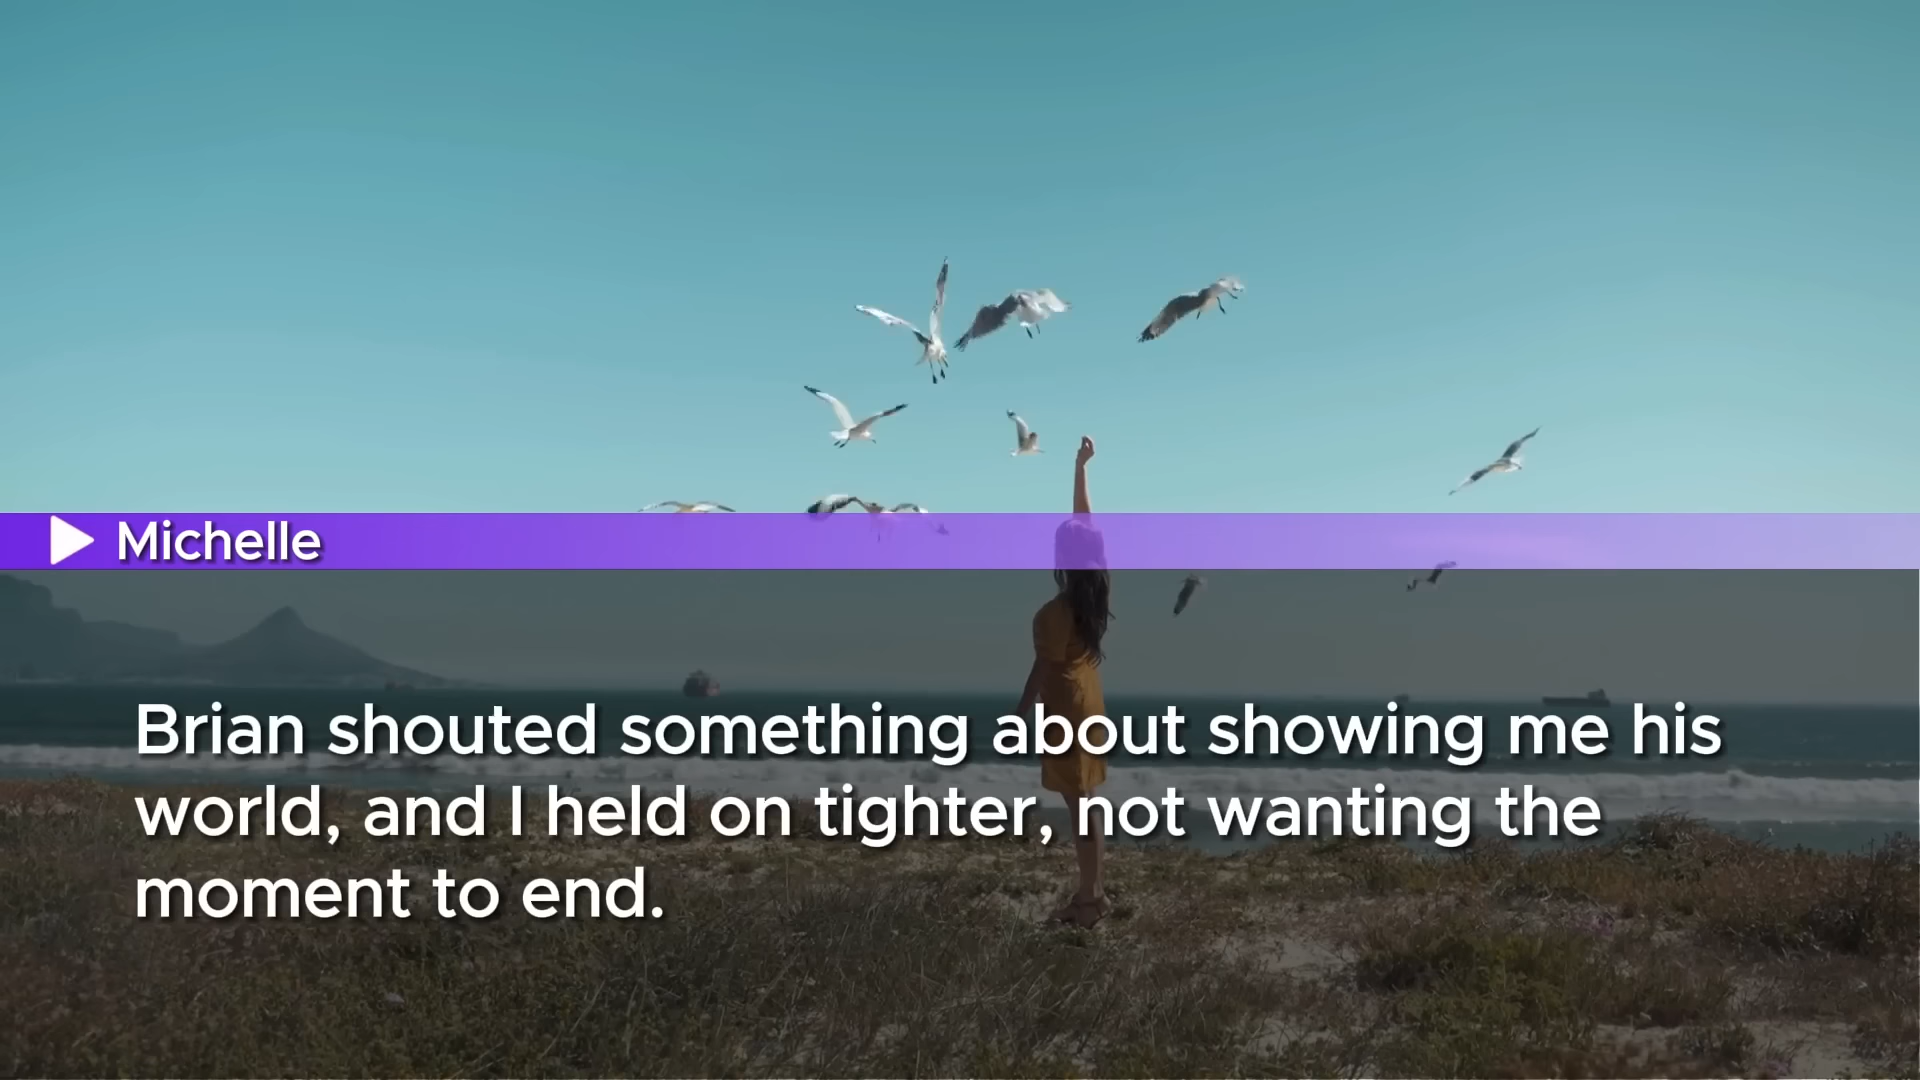 Michelle
Brian shouted something about showing me his
world, and I held on tighter, not wanting the
moment to end.